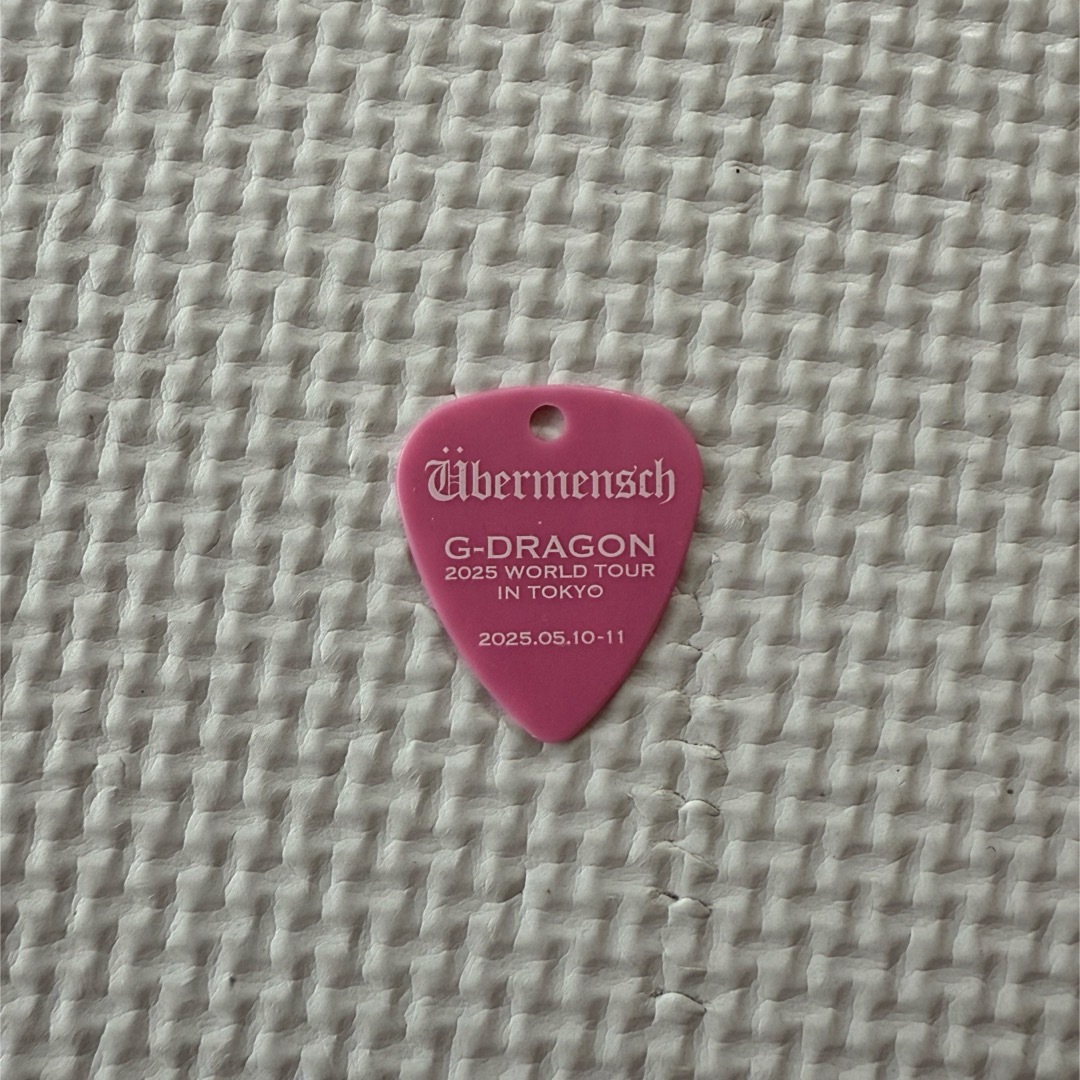 Übermensch
G-DRAGON
2025 WORLD TOUR
IN TOKYO
2025.05.10-11